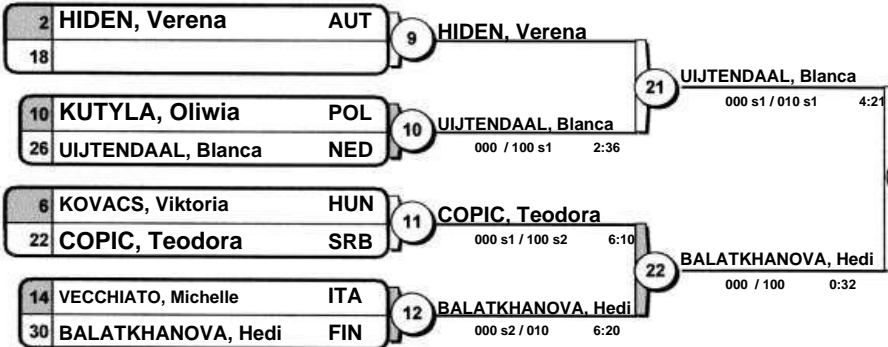 2 HIDEN, Verena AUT
18
9
HIDEN, Verena
10 KUTYLA, Oliwia POL
26 UIJTENDAAL, Blanca NED
10
UIJTENDAAL, Blanca
000 / 100 s1 2:36
21
UIJTENDAAL, Blanca
000 s1 / 010 s1 4:21
6 KOVACS, Viktoria HUN
22 COPIC, Teodora SRB
11
COPIC, Teodora
000 s1 / 100 s2 6:10
14 VECCHIATO, Michelle ITA
30 BALATKHANOVA, Hedi FIN
12
BALATKHANOVA, Hedi
000 s2 / 010 6:20
22
BALATKHANOVA, Hedi
000 / 100 0:32